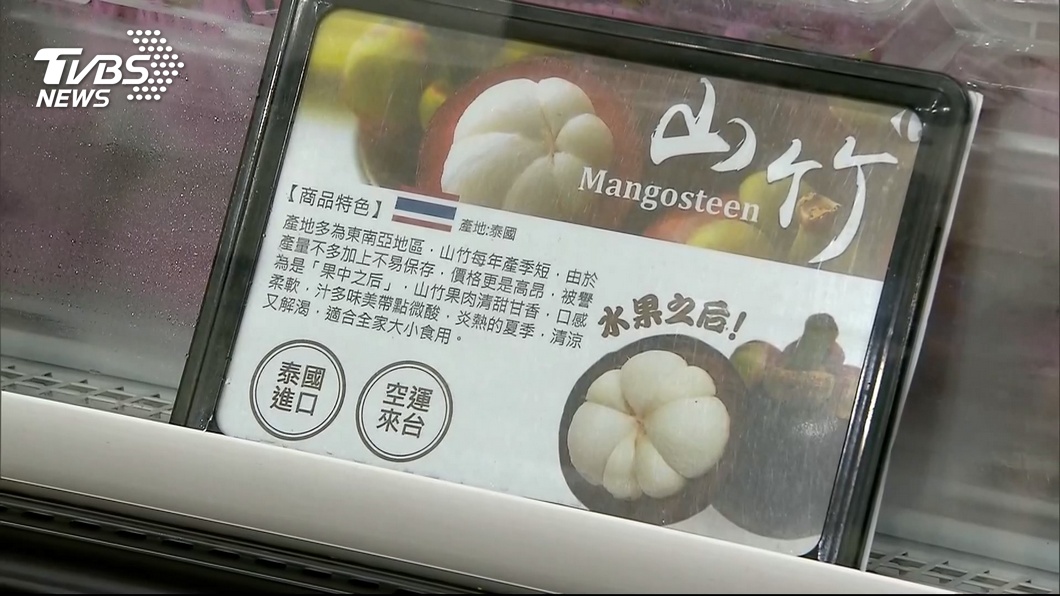 TVBS
NEWS
山竹
Mangosteen
【商品特色】
產地:泰國
產地多為東南亞地區，山竹每年產季短，由於
產量不多加上不易保存，價格更是高昂，被譽
為是「果中之后」，山竹果肉清甜甘香，口感
柔軟，汁多味美帶點微酸，炎熱的夏季，清涼
又解渴，適合全家大小食用。
水果之后!
泰國
進口
空運
來台